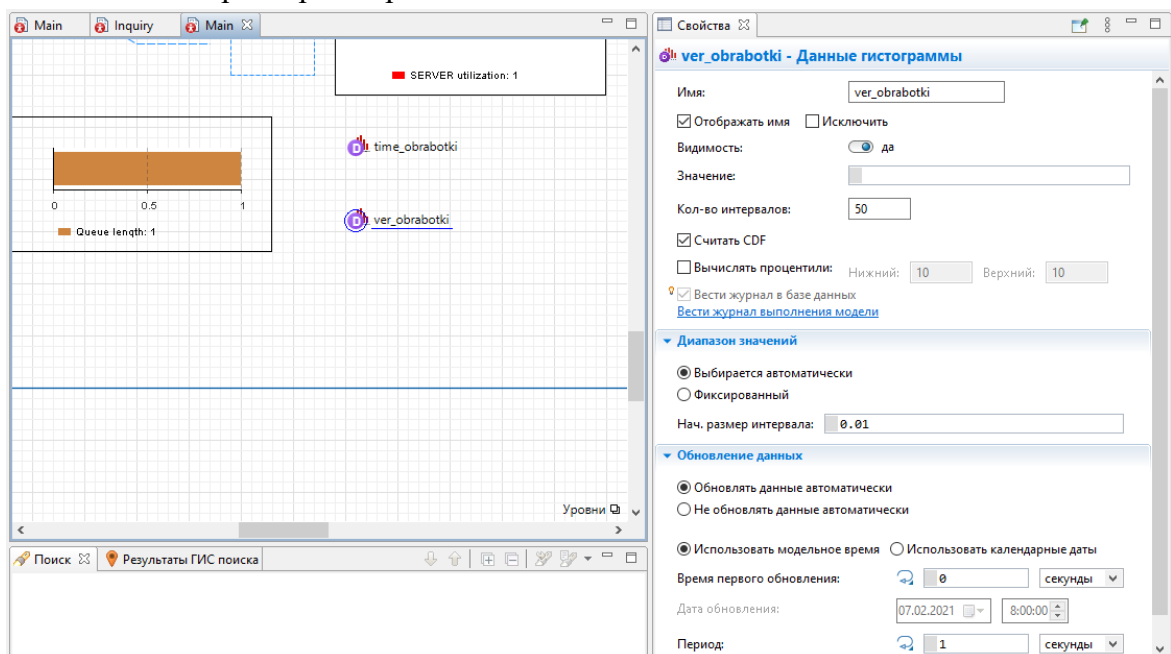 Main
Inquiry
Main
SERVER utilization: 1
0
0.5
1
Queue length: 1
time_obrabotki
ver_obrabotki
Уровни
Поиск
Результаты ГИС поиска
Свойства
ver_obrabotki - Данные гистограммы
Имя:
ver_obrabotki
Отображать имя
Исключить
Видимость:
да
Значение:
Кол-во интервалов:
50
Считать CDF
Вычислять процентили:
Нижний:
10
Верхний:
10
Вести журнал в базе данных
Вести журнал выполнения модели
Диапазон значений
Выбирается автоматически
Фиксированный
Нач. размер интервала:
0.01
Обновление данных
Обновлять данные автоматически
Не обновлять данные автоматически
Использовать модельное время
Использовать календарные даты
Время первого обновления:
0
секунды
Дата обновления:
07.02.2021
8:00:00
Период:
1
секунды